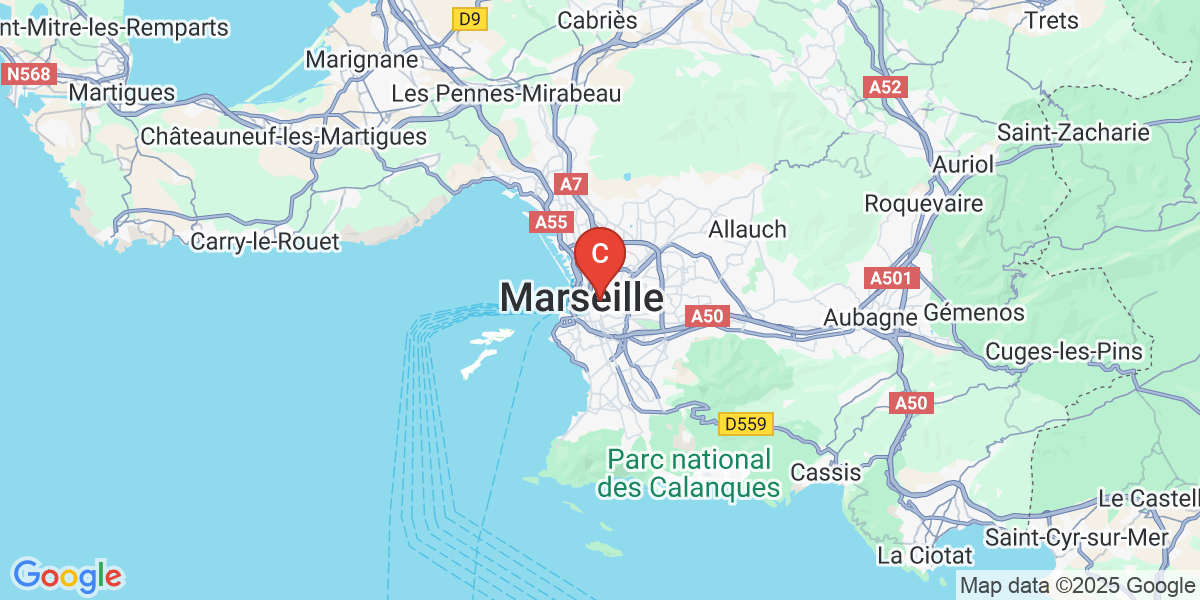 Cabriès
D9
Trets
nt-Mitre-les-Remparts
Marignane
N568
Martigues
Les Pennes-Mirabeau
A52
Châteauneuf-les-Martigues
Saint-Zacharie
Auriol
A7
Roquevaire
A55
Allauch
Carry-le-Rouet
C
A501
Marseille
A50
Aubagne
Gémenos
Cuges-les-Pins
A50
D559
Parc national
des Calanques
Cassis
Le Castell
Saint-Cyr-sur-Mer
La Ciotat
Google
Map data ©2025 Google